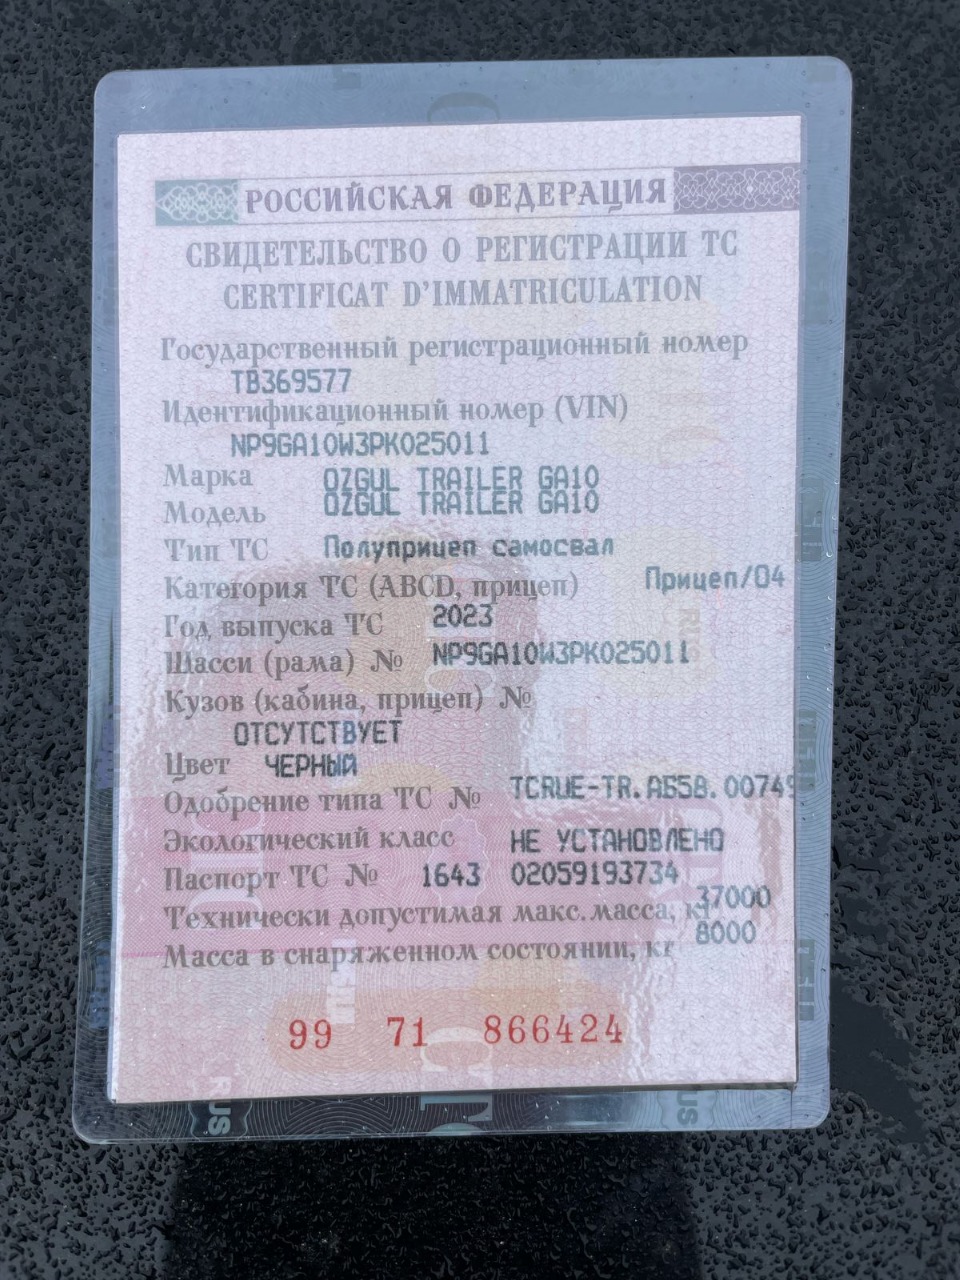 РОССИЙСКАЯ ФЕДЕРАЦИЯ
СВИДЕТЕЛЬСТВО О РЕГИСТРАЦИИ ТС
CERTIFICAT D'IMMATRICULATION
Государственный регистрационный номер
ТВ369577
Идентификационный номер (VIN)
NP9GA10W3PK025011
Марка OZGUL TRAILER GA10
Модель OZGUL TRAILER GA10
Тип ТС Полуприцеп самосвал
Категория ТС (ABCD, прицеп) Прицеп/О4
Год выпуска ТС 2023
Шасси (рама) № NP9GA10W3PK025011
Кузов (кабина, прицеп) №
ОТСУТСТВУЕТ
Цвет ЧЕРНЫЙ
Одобрение типа ТС № ТСRUE-TR.АБ58.00749
Экологический класс НЕ УСТАНОВЛЕНО
Паспорт ТС № 1643 02059193734
Технически допустимая макс. масса, кг 37000
Масса в снаряженном состоянии, кг 8000
99 71 866424
RUS